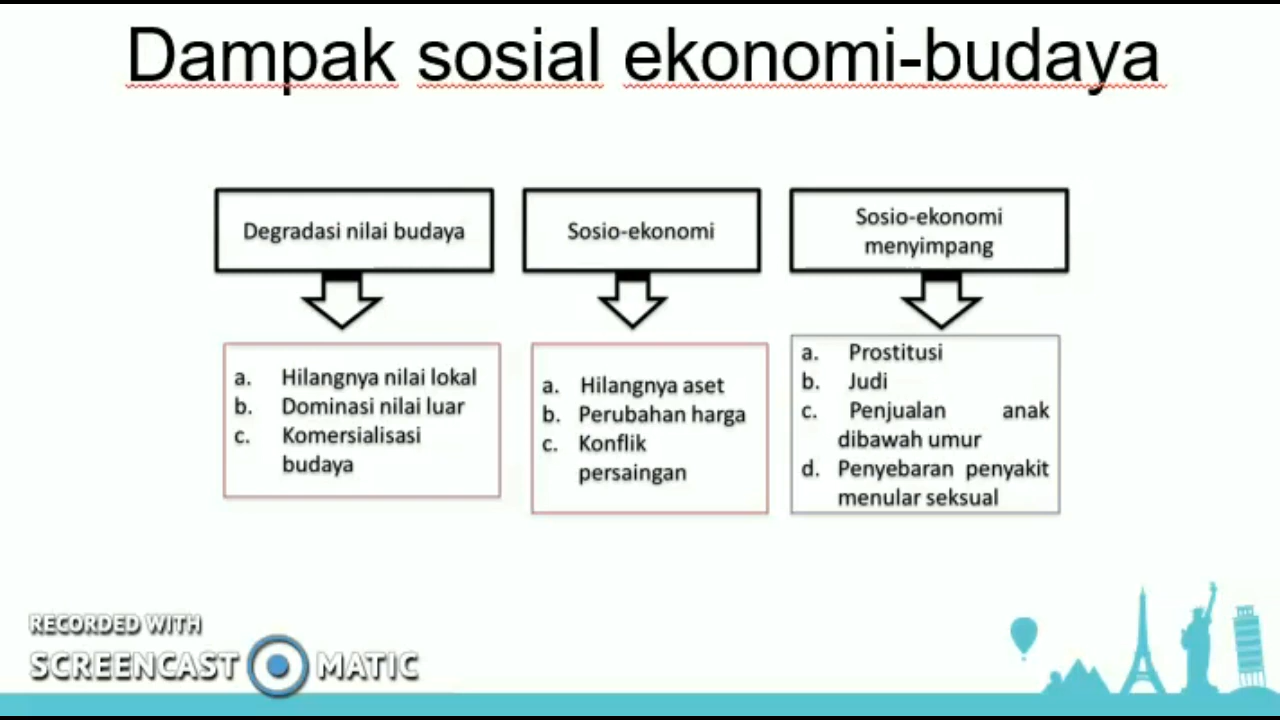 Dampak sosial ekonomi-budaya
Degradasi nilai budaya
Sosio-ekonomi
Sosio-ekonomi
menyimpang
a. Hilangnya nilai lokal
b. Dominasi nilai luar
c. Komersialisasi
budaya
a. Hilangnya aset
b. Perubahan harga
c. Konflik
persaingan
a. Prostitusi
b. Judi
c. Penjualan anak
dibawah umur
d. Penyebaran penyakit
menular seksual
RECORDED WITH
SCREENCAST MATIC